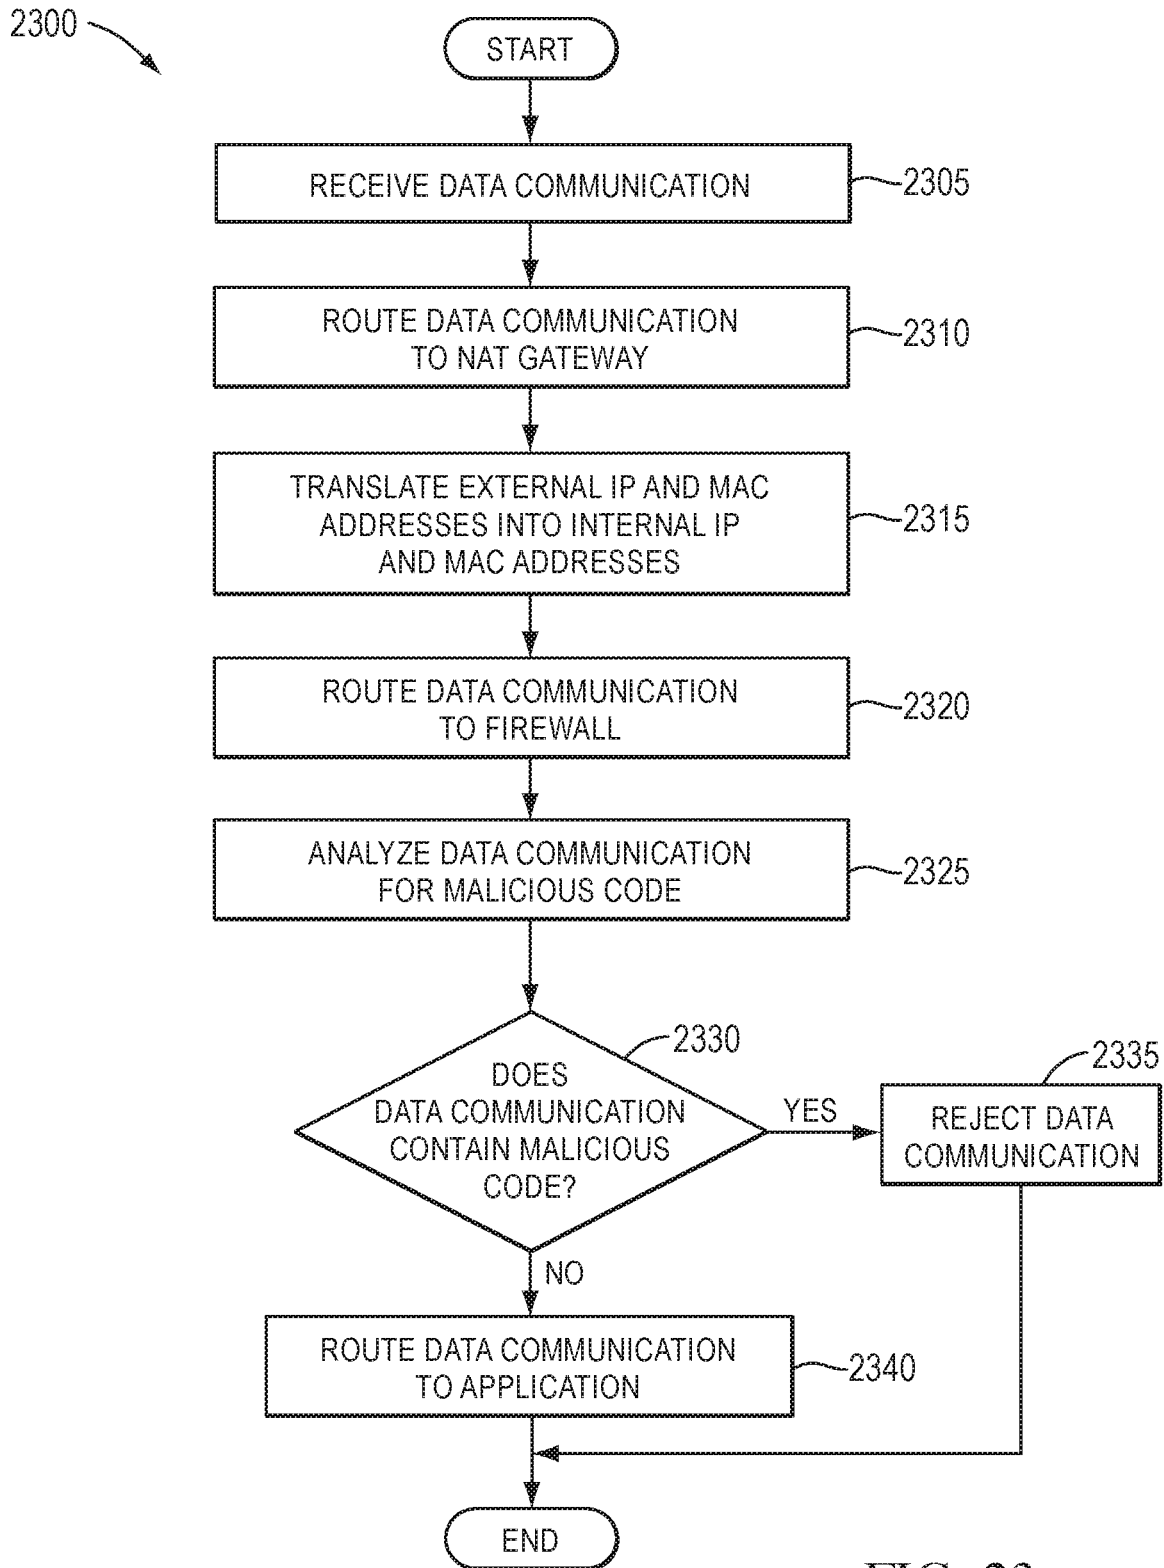 2300
START
RECEIVE DATA COMMUNICATION
2305
ROUTE DATA COMMUNICATION
TO NAT GATEWAY
2310
TRANSLATE EXTERNAL IP AND MAC
ADDRESSES INTO INTERNAL IP
AND MAC ADDRESSES
2315
ROUTE DATA COMMUNICATION
TO FIREWALL
2320
ANALYZE DATA COMMUNICATION
FOR MALICIOUS CODE
2325
2330
DOES
DATA COMMUNICATION
CONTAIN MALICIOUS
CODE?
YES
2335
REJECT DATA
COMMUNICATION
NO
ROUTE DATA COMMUNICATION
TO APPLICATION
2340
END